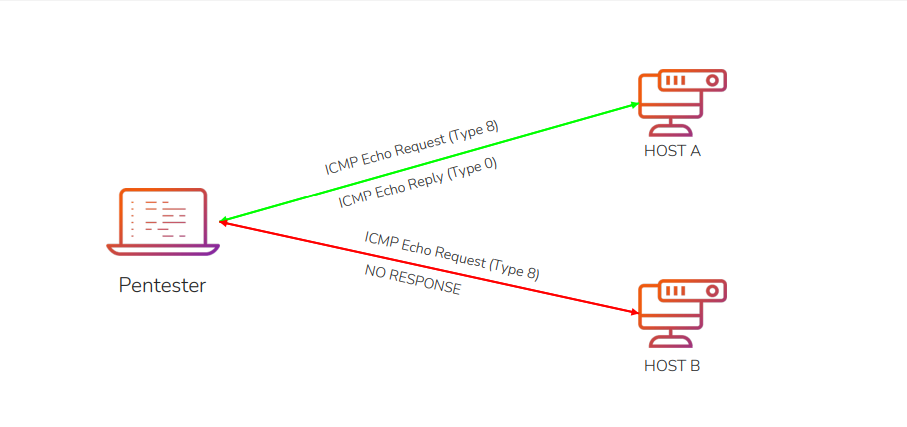 ICMP Echo Request (Type 8)
ICMP Echo Reply (Type 0)
HOST A
Pentester
ICMP Echo Request (Type 8)
NO RESPONSE
HOST B